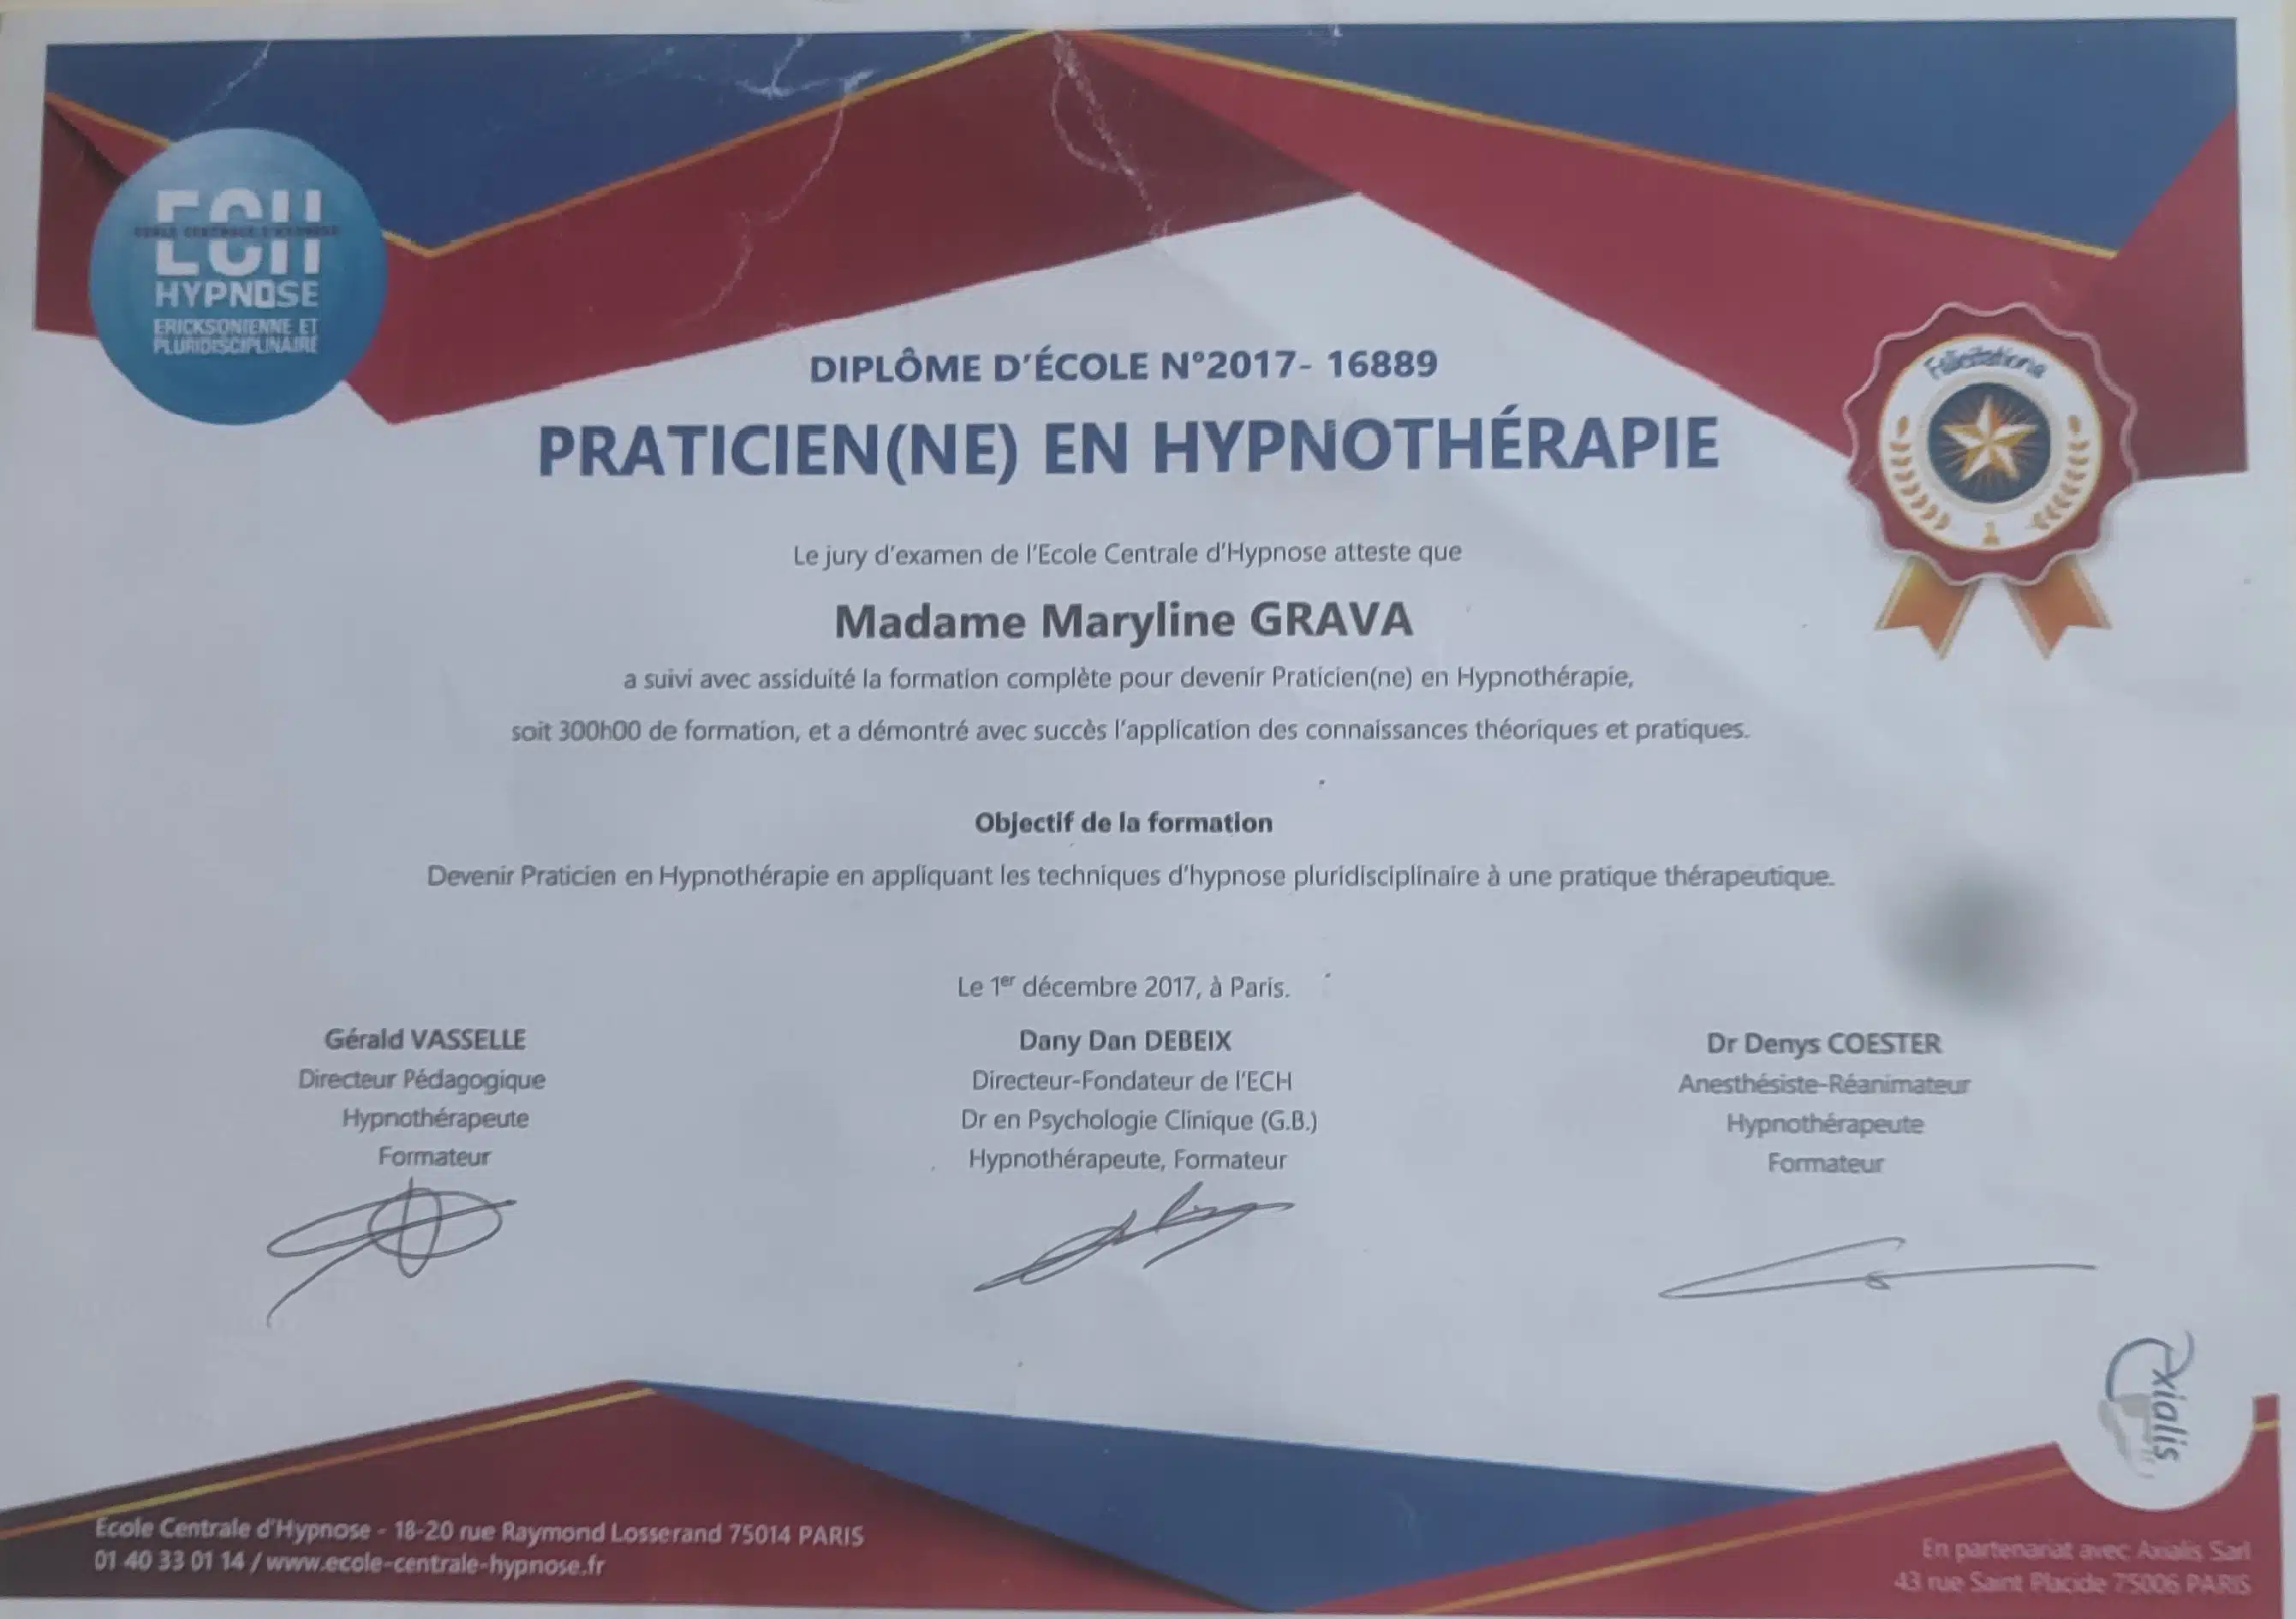 ECH
ECOLE CENTRALE D'HYPNOSE
HYPNOSE
ERICKSONIENNE ET
PLURIDISCIPLINAIRE
DIPLÔME D'ÉCOLE N°2017- 16889
PRATICIEN(NE) EN HYPNOTHÉRAPIE
Félicitations
Le jury d'examen de l'Ecole Centrale d'Hypnose atteste que
Madame Maryline GRAVA
a suivi avec assiduité la formation complète pour devenir Praticien(ne) en Hypnothérapie,
soit 300h00 de formation, et a démontré avec succès l'application des connaissances théoriques et pratiques.
Objectif de la formation
Devenir Praticien en Hypnothérapie en appliquant les techniques d'hypnose pluridisciplinaire à une pratique thérapeutique.
Le 1er décembre 2017, à Paris.
Gérald VASSELLE
Directeur Pédagogique
Hypnothérapeute
Formateur
Dany Dan DEBEIX
Directeur-Fondateur de l'ECH
Dr en Psychologie Clinique (G.B.)
Hypnothérapeute, Formateur
Dr Denys COESTER
Anesthésiste-Réanimateur
Hypnothérapeute
Formateur
Axialis
Ecole Centrale d'Hypnose - 18-20 rue Raymond Losserand 75014 PARIS
01 40 33 01 14 / www.ecole-centrale-hypnose.fr
En partenariat avec Axialis Sarl
43 rue Saint Placide 75006 PARIS